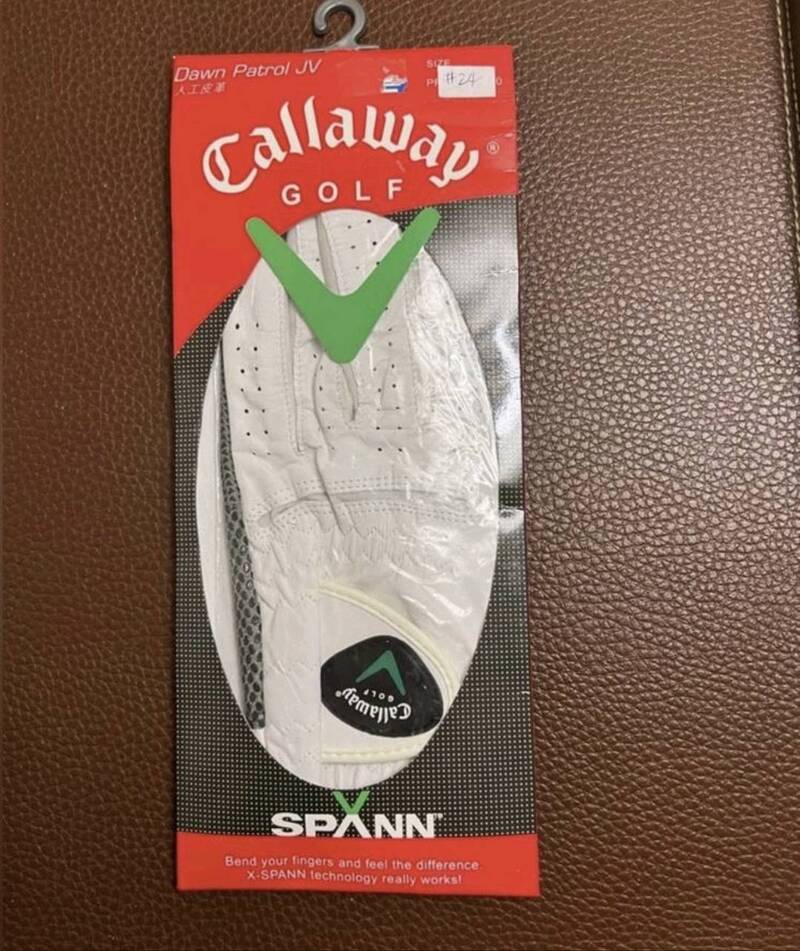 Dawn Patrol JV
人工皮革
SIZE
#24
Callaway®
GOLF
Callaway®
GOLF
X
SPANN
Bend your fingers and feel the difference.
X-SPANN technology really works!